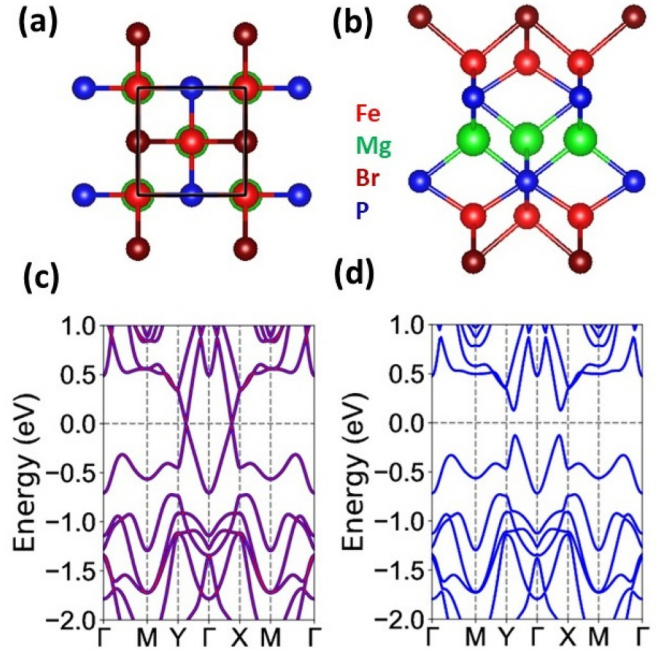 (a)
(b)
Fe
Mg
Br
P
(c)
(d)
Energy (eV)
1.0
0.5
0.0
−0.5
−1.0
−1.5
−2.0
Γ M Y Γ X M Γ
Energy (eV)
1.0
0.5
0.0
−0.5
−1.0
−1.5
−2.0
Γ M Y Γ X M Γ